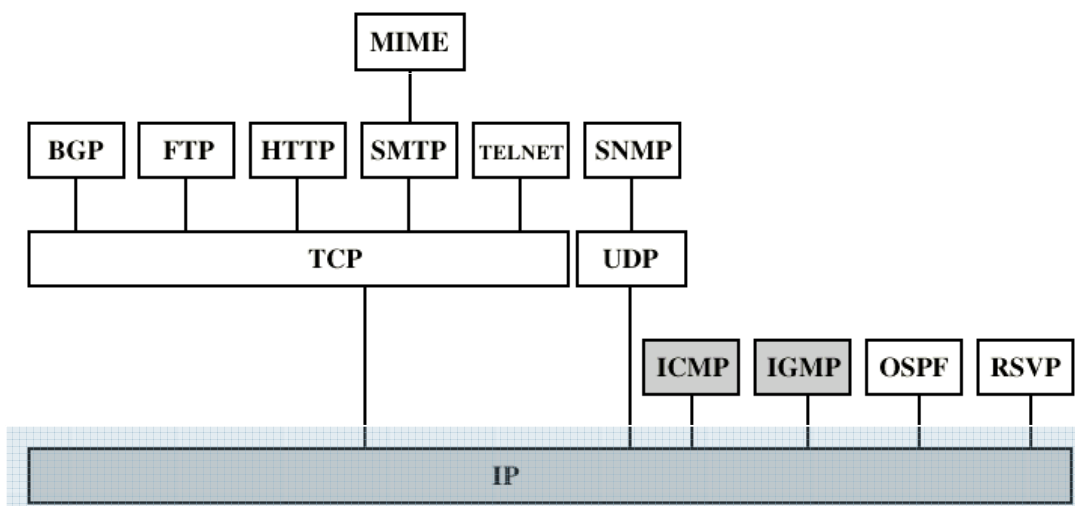 MIME
BGP FTP HTTP SMTP TELNET SNMP
TCP UDP
ICMP IGMP OSPF RSVP
IP